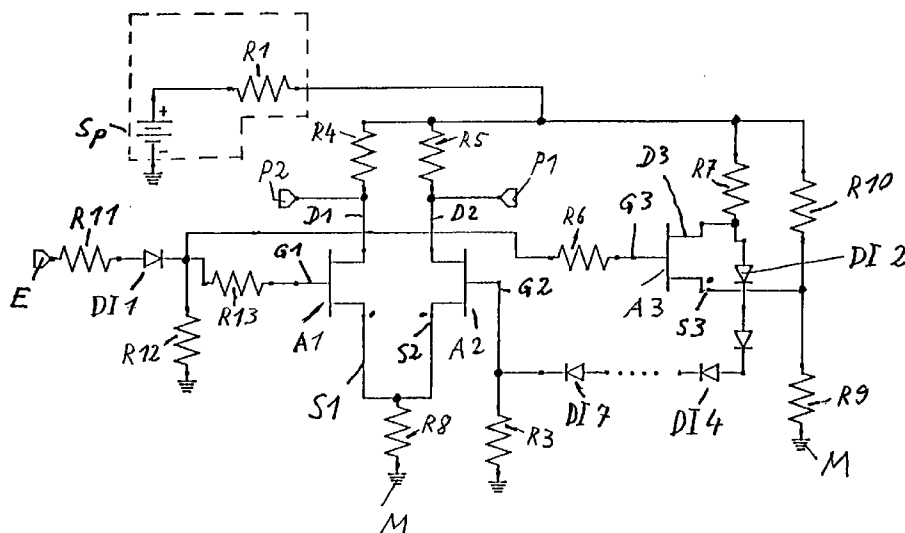 R1
Sp
+
-
R4
R5
P2
P1
D3
R7
R10
R11
D1
D2
R6
G3
E
DI1
G1
DI2
R13
G2
A3
S3
R12
A1
S2
A2
S1
R8
R3
DI7
DI4
R9
M
M